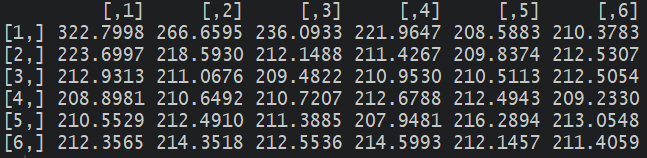 [,1] [,2] [,3] [,4] [,5] [,6]
[1,] 322.7998 266.6595 236.0933 221.9647 208.5883 210.3783
[2,] 223.6997 218.5930 212.1488 211.4267 209.8374 212.5307
[3,] 212.9313 211.0676 209.4822 210.9530 210.5113 212.5054
[4,] 208.8981 210.6492 210.7207 212.6788 212.4943 209.2330
[5,] 210.5529 212.4910 211.3885 207.9481 216.2894 213.0548
[6,] 212.3565 214.3518 212.5536 214.5993 212.1457 211.4059